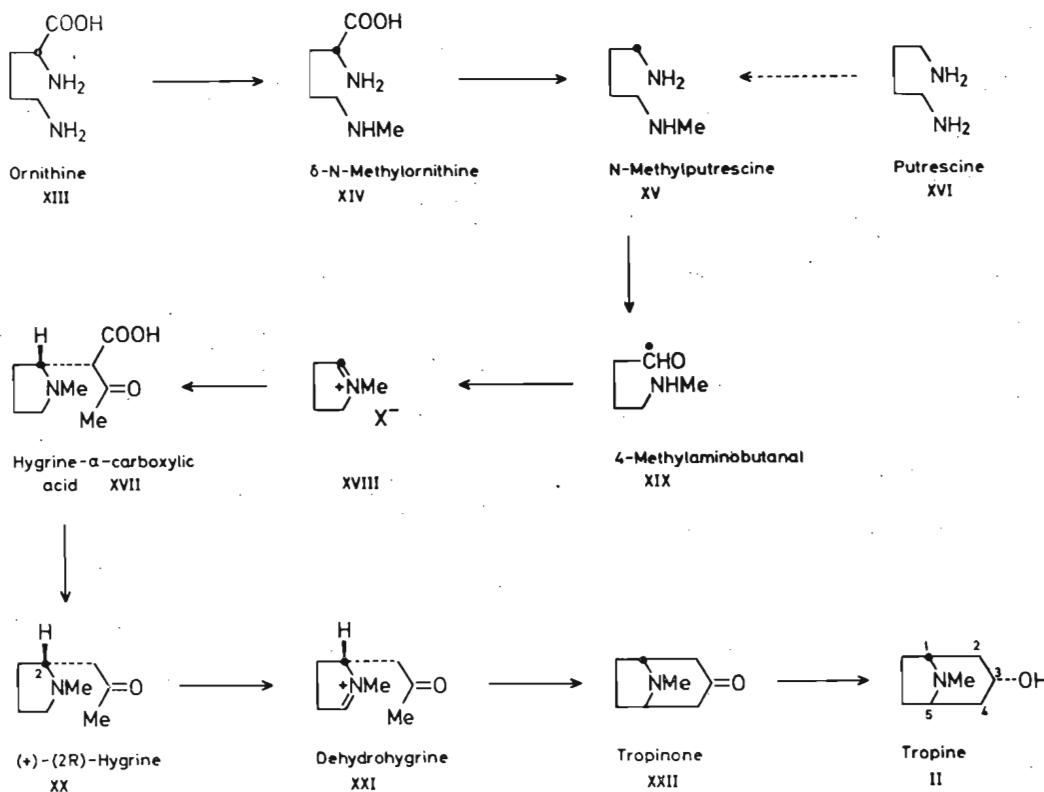 COOH
NH2
NH2
Ornithine
XIII
COOH
NH2
NHMe
δ-N-Methylornithine
XIV
NH2
NHMe
N-Methylputrescine
XV
NH2
NH2
Putrescine
XVI
H
COOH
NMe
O
Me
Hygrine-α-carboxylic
acid XVII
+NMe
X−
XVIII
CHO
NHMe
4-Methylaminobutanal
XIX
H
2
NMe
O
Me
(+)-(2R)-Hygrine
XX
H
NMe
+
O
Me
Dehydrohygrine
XXI
NMe
O
Tropinone
XXII
1
2
NMe
3
OH
5
4
Tropine
II